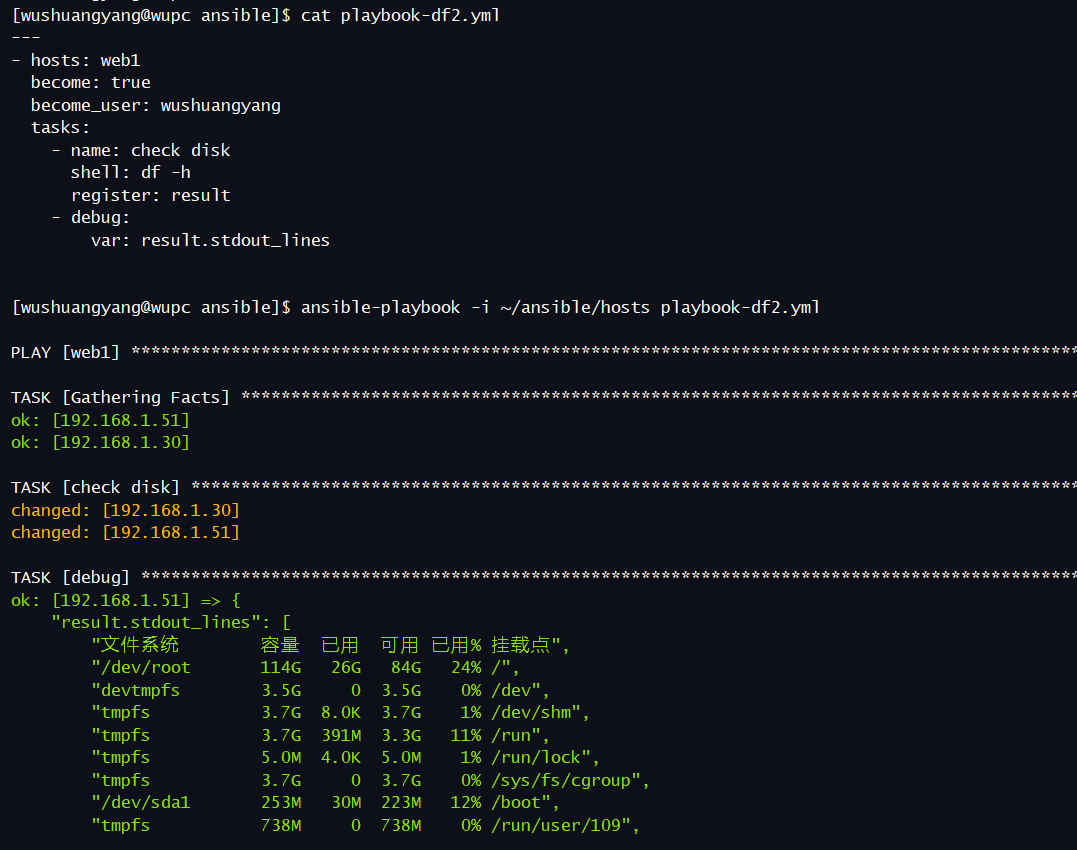 [wushuangyang@wupc ansible]$ cat playbook-df2.yml
---
- hosts: web1
  become: true
  become_user: wushuangyang
  tasks:
    - name: check disk
      shell: df -h
      register: result
    - debug:
        var: result.stdout_lines
[wushuangyang@wupc ansible]$ ansible-playbook -i ~/ansible/hosts playbook-df2.yml
PLAY [web1] ***********************************************************************************************
TASK [Gathering Facts] ************************************************************************************
ok: [192.168.1.51]
ok: [192.168.1.30]
TASK [check disk] *****************************************************************************************
changed: [192.168.1.30]
changed: [192.168.1.51]
TASK [debug] **********************************************************************************************
ok: [192.168.1.51] => {
    "result.stdout_lines": [
        "文件系统        容量  已用  可用 已用% 挂载点",
        "/dev/root       114G   26G   84G   24% /",
        "devtmpfs        3.5G     0  3.5G    0% /dev",
        "tmpfs           3.7G  8.0K  3.7G    1% /dev/shm",
        "tmpfs           3.7G  391M  3.3G   11% /run",
        "tmpfs           5.0M  4.0K  5.0M    1% /run/lock",
        "tmpfs           3.7G     0  3.7G    0% /sys/fs/cgroup",
        "/dev/sda1       253M   30M  223M   12% /boot",
        "tmpfs           738M     0  738M    0% /run/user/109",